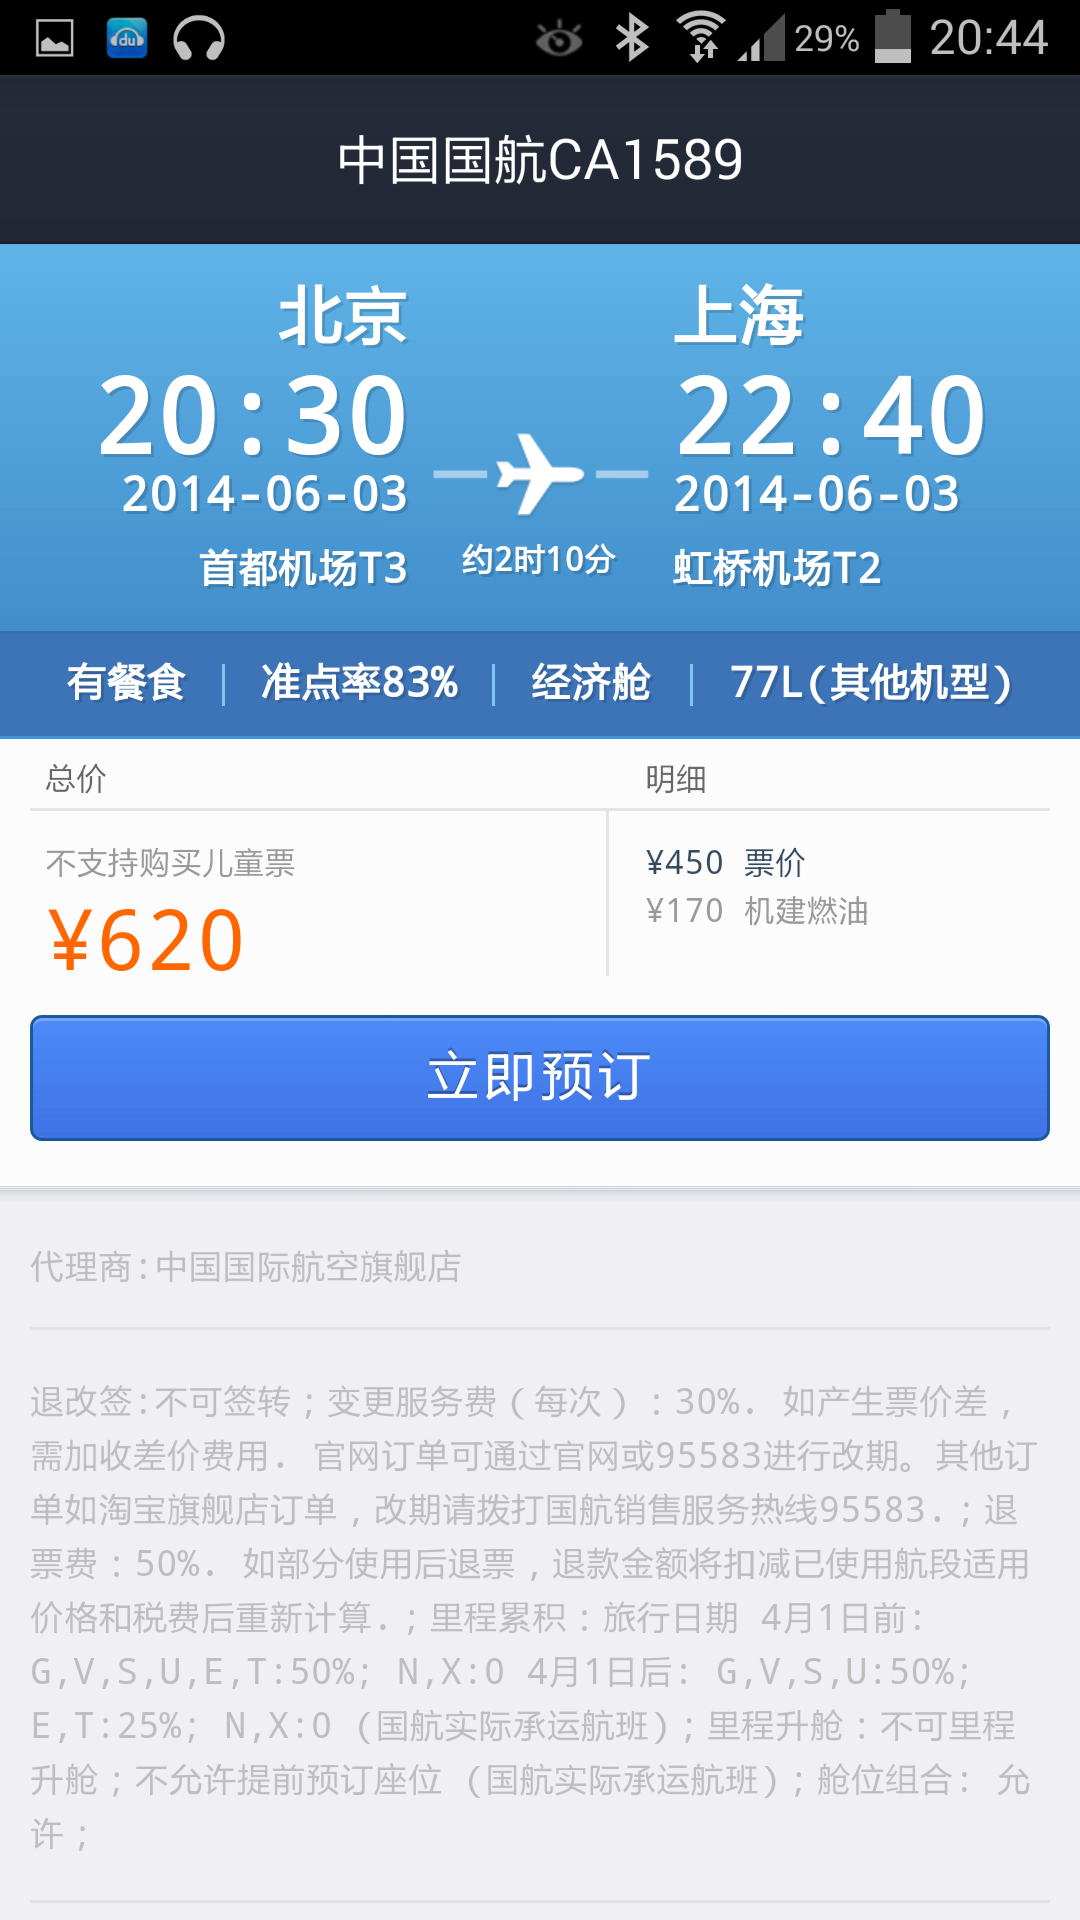 du 29% 20:44
中国国航CA1589
北京 上海
20:30 22:40
2014-06-03 2014-06-03
首都机场T3 约2时10分 虹桥机场T2
有餐食 准点率83% 经济舱 77L(其他机型)
总价 明细
不支持购买儿童票 ¥450 票价
¥620 ¥170 机建燃油
立即预订
代理商:中国国际航空旗舰店
退改签:不可签转；变更服务费（每次）：30%. 如产生票价差，
需加收差价费用. 官网订单可通过官网或95583进行改期。其他订
单如淘宝旗舰店订单，改期请拨打国航销售服务热线95583.；退
票费：50%. 如部分使用后退票，退款金额将扣减已使用航段适用
价格和税费后重新计算.；里程累积：旅行日期 4月1日前:
G,V,S,U,E,T:50%; N,X:0 4月1日后: G,V,S,U:50%;
E,T:25%; N,X:0 (国航实际承运航班)；里程升舱：不可里程
升舱；不允许提前预订座位 (国航实际承运航班)；舱位组合: 允
许；